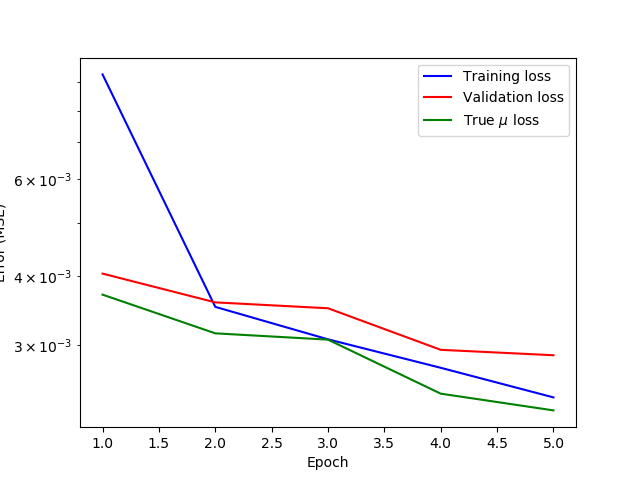 Training loss
Validation loss
True μ loss
6 × 10⁻³
4 × 10⁻³
3 × 10⁻³
(MSE)
1.0 1.5 2.0 2.5 3.0 3.5 4.0 4.5 5.0
Epoch